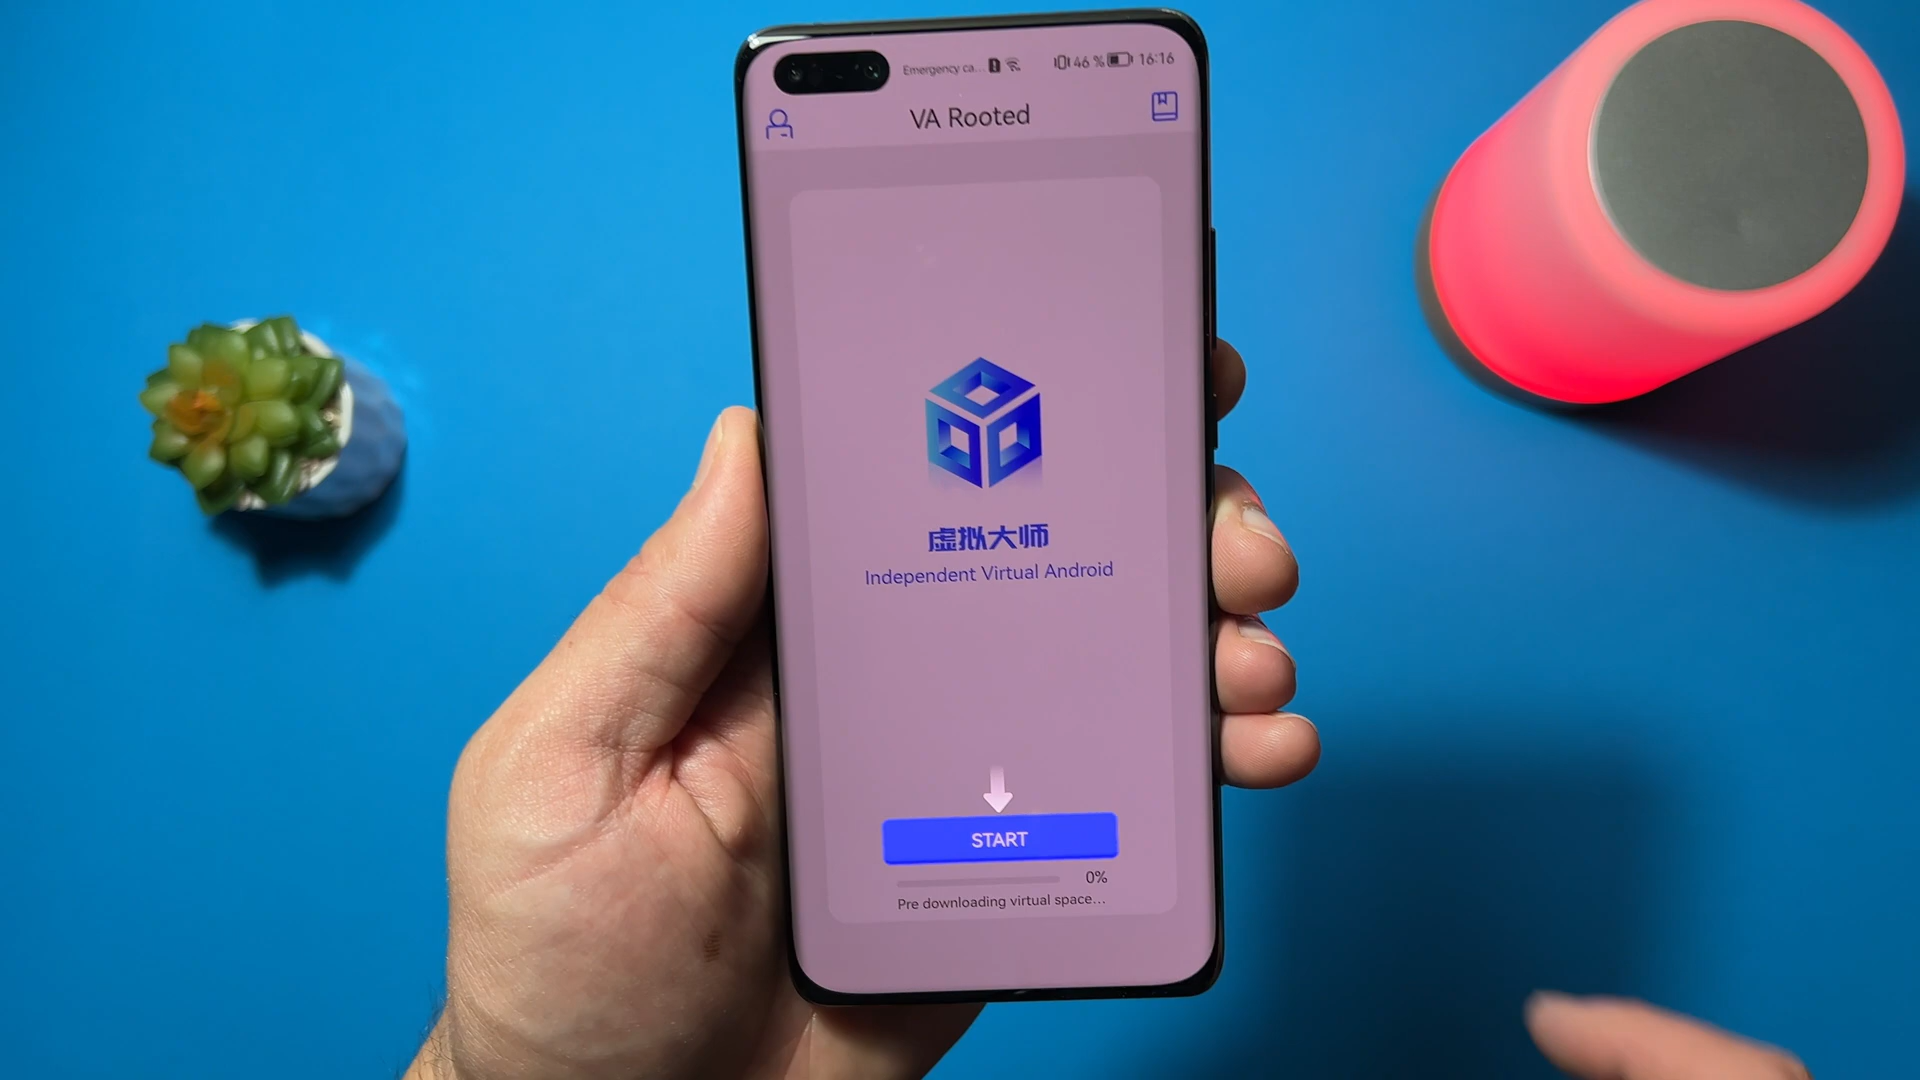 Emergency ca... 46 % 16:16
VA Rooted
虚拟大师
Independent Virtual Android
START
0%
Pre downloading virtual space...